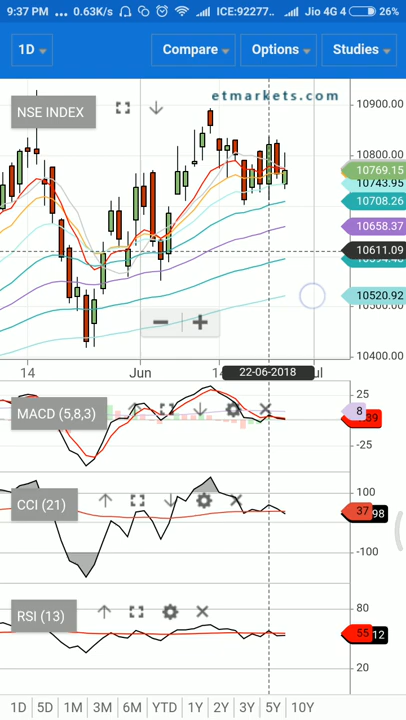 9:37 PM ... 0.63K/s ICE:92277.. Jio 4G 4 26%
1D Compare Options Studies
etmarkets.com
NSE INDEX
10900.00
10800.00
10769.15
10743.95
10708.26
10658.37
10611.09
10520.92
10400.00
14 Jun 22-06-2018
MACD (5,8,3)
25
8
-25
CCI (21)
100
37 98
-100
RSI (13)
80
55 12
20
1D 5D 1M 3M 6M YTD 1Y 2Y 3Y 5Y 10Y